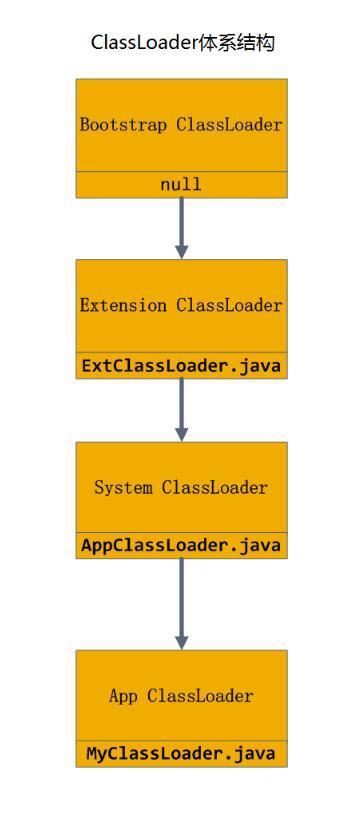 ClassLoader体系结构
Bootstrap ClassLoader
null
Extension ClassLoader
ExtClassLoader.java
System ClassLoader
AppClassLoader.java
App ClassLoader
MyClassLoader.java